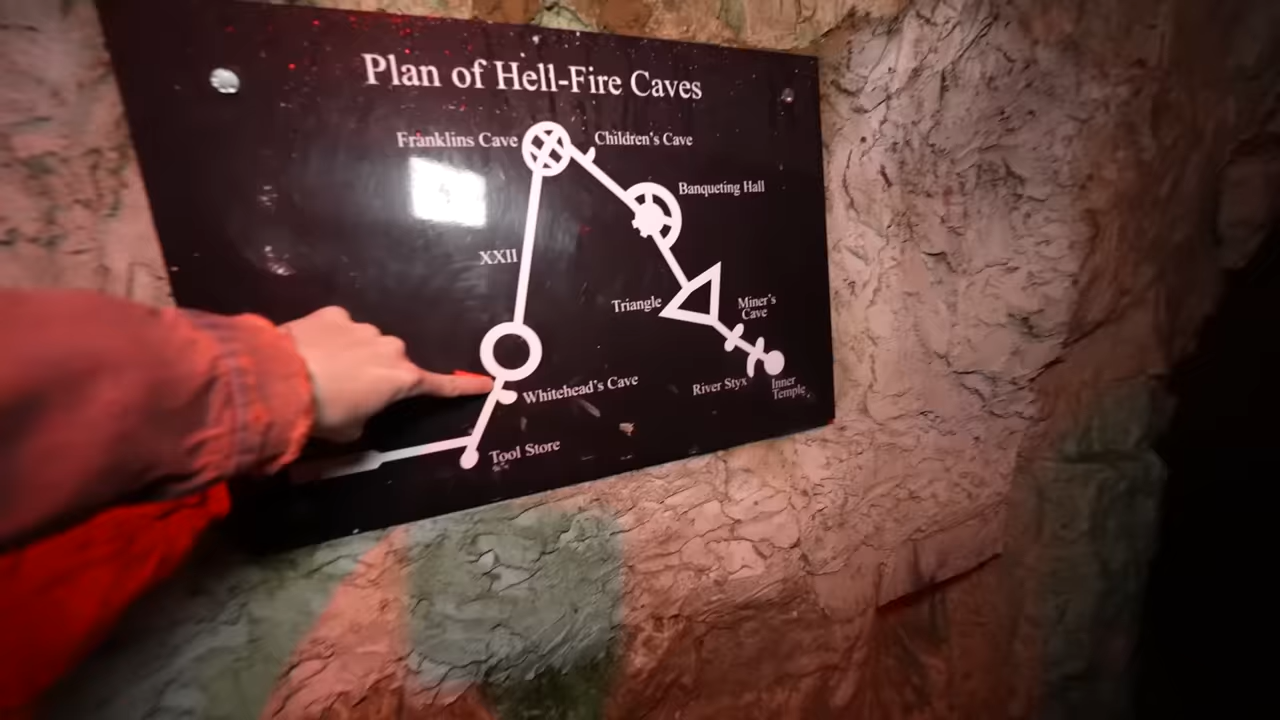 Plan of Hell-Fire Caves
Franklins Cave
Children's Cave
Banqueting Hall
XXII
Triangle
Miner's
Cave
Whitehead's Cave
River Styx
Inner
Temple
Tool Store